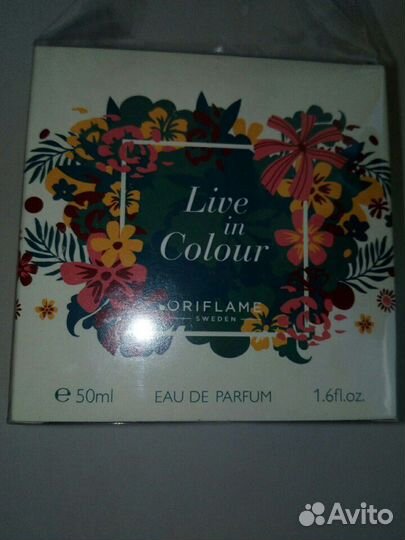 Live
in
Colour
ORIFLAME
SWEDEN
℮ 50ml EAU DE PARFUM 1.6fl.oz.
Avito